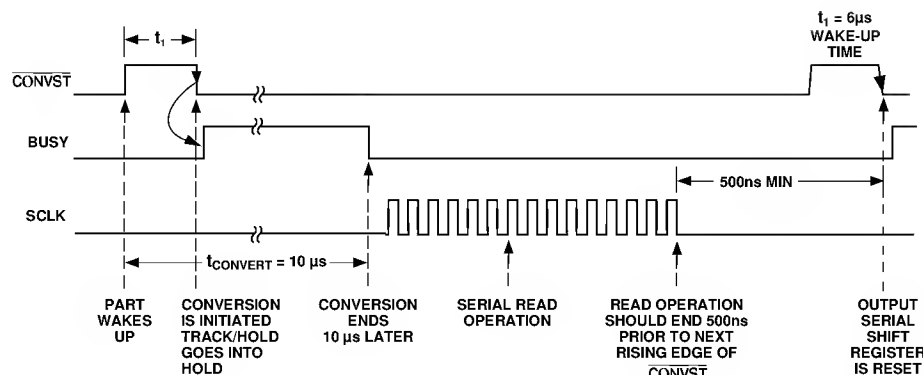 t₁ = 6µs
WAKE-UP
TIME
t₁
CONVST
BUSY
500ns MIN
SCLK
tCONVERT = 10 µs
PART
WAKES
UP
CONVERSION
IS INITIATED
TRACK/HOLD
GOES INTO
HOLD
CONVERSION
ENDS
10 µs LATER
SERIAL READ
OPERATION
READ OPERATION
SHOULD END 500ns
PRIOR TO NEXT
RISING EDGE OF
CONVST
OUTPUT
SERIAL
SHIFT
REGISTER
IS RESET